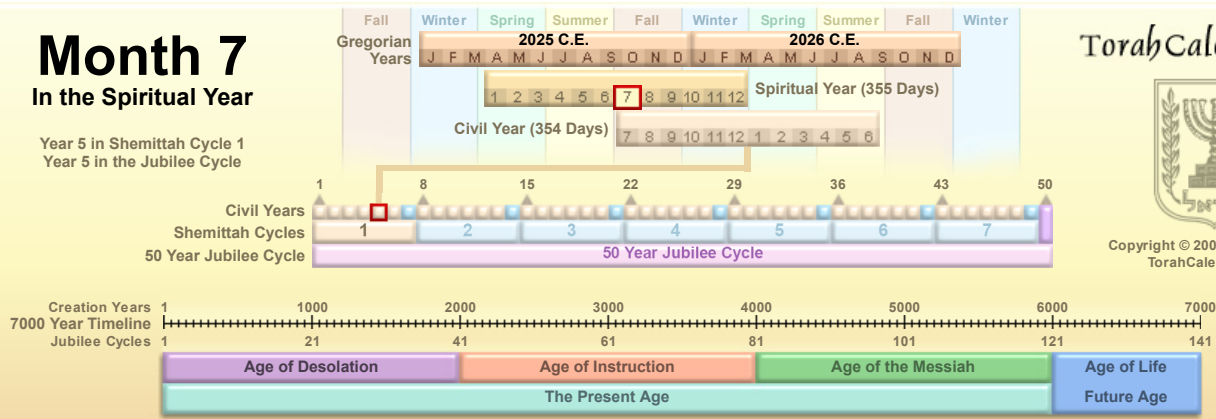 Fall Winter Spring Summer Fall Winter Spring Summer Fall Winter
Month 7
In the Spiritual Year
Gregorian Years
2025 C.E. 2026 C.E.
J F M A M J J A S O N D J F M A M J J A S O N D
1 2 3 4 5 6 7 8 9 10 11 12
Spiritual Year (355 Days)
Civil Year (354 Days)
7 8 9 10 11 12 1 2 3 4 5 6
Year 5 in Shemittah Cycle 1
Year 5 in the Jubilee Cycle
1 8 15 22 29 36 43 50
Civil Years
Shemittah Cycles 1 2 3 4 5 6 7
50 Year Jubilee Cycle 50 Year Jubilee Cycle
Copyright © 200
TorahCale
Creation Years 1 1000 2000 3000 4000 5000 6000 7000
7000 Year Timeline
Jubilee Cycles 1 21 41 61 81 101 121 141
Age of Desolation Age of Instruction Age of the Messiah Age of Life
The Present Age Future Age